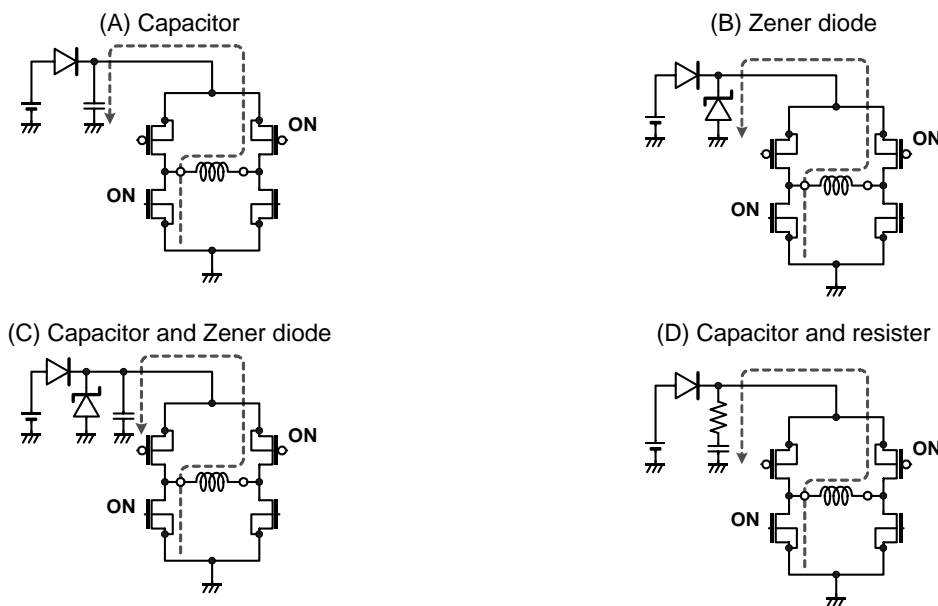 (A) Capacitor
ON
ON
(B) Zener diode
ON
ON
(C) Capacitor and Zener diode
ON
ON
(D) Capacitor and resister
ON
ON